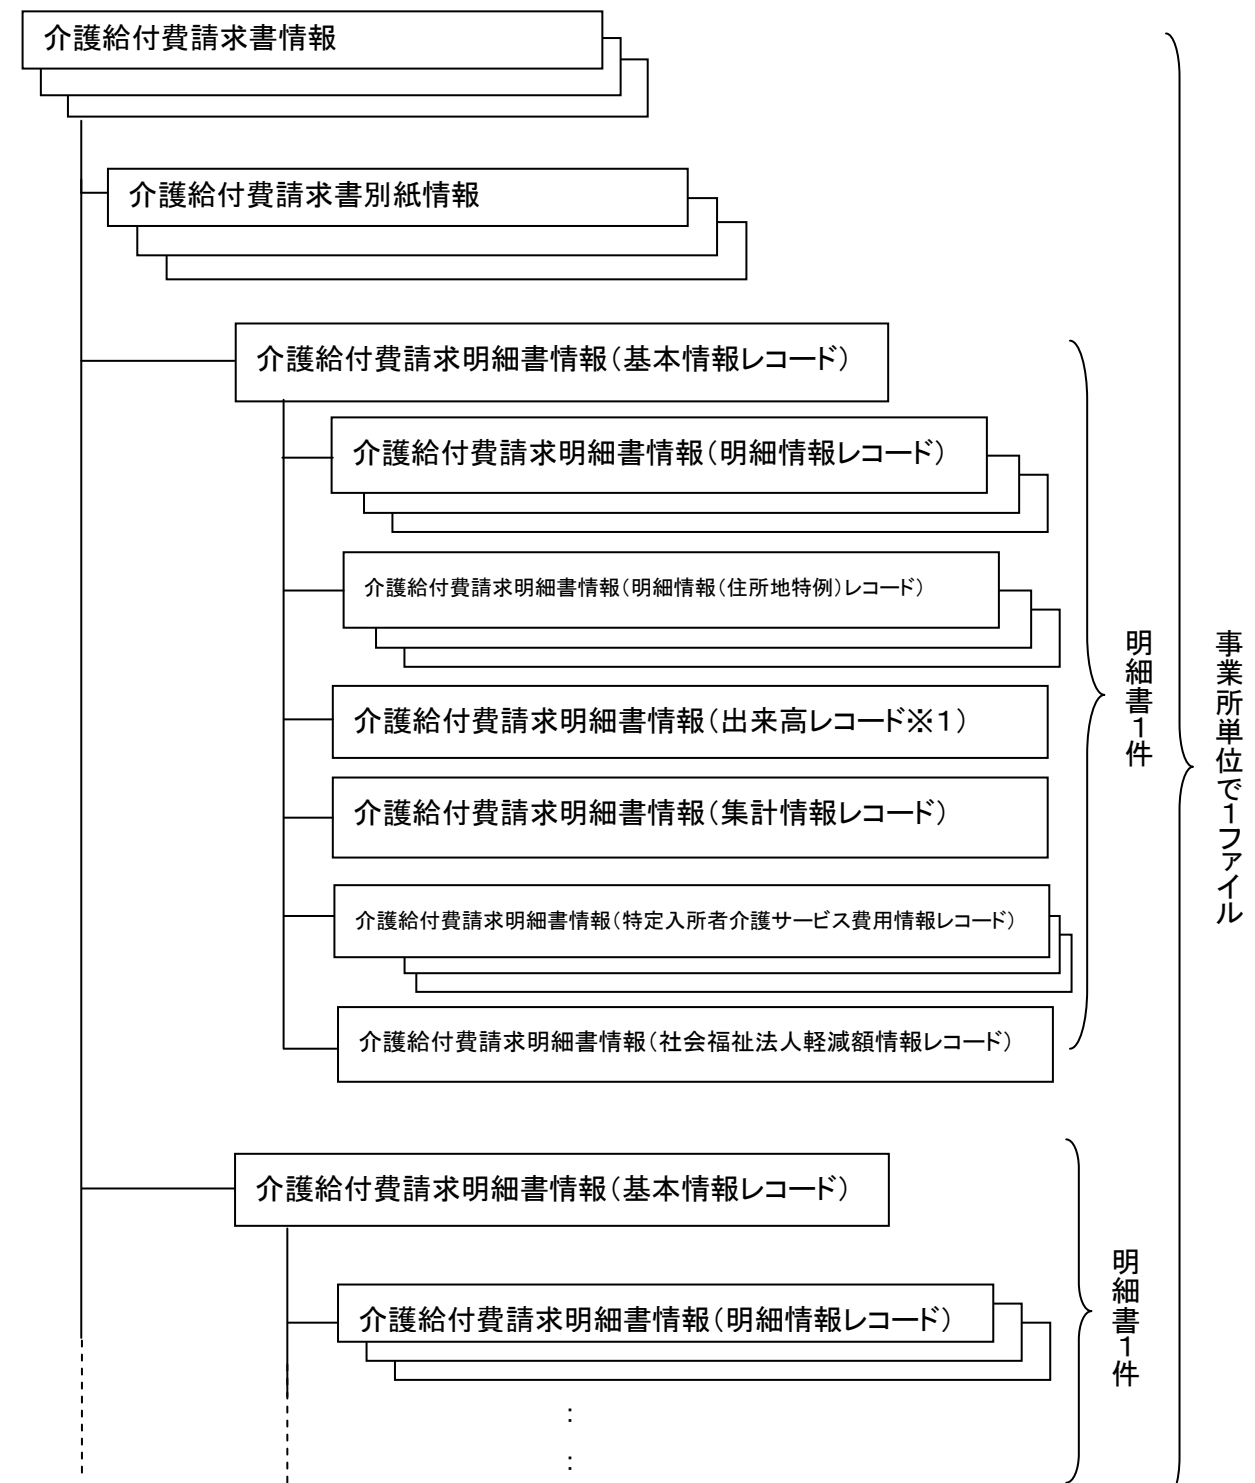 介護給付費請求書情報
介護給付費請求書別紙情報
介護給付費請求明細書情報（基本情報レコード）
介護給付費請求明細書情報（明細情報レコード）
介護給付費請求明細書情報（明細情報（住所地特例）レコード）
介護給付費請求明細書情報（出来高レコード※１）
介護給付費請求明細書情報（集計情報レコード）
介護給付費請求明細書情報（特定入所者介護サービス費用情報レコード）
介護給付費請求明細書情報（社会福祉法人軽減額情報レコード）
明細書１件
事業所単位で１ファイル
介護給付費請求明細書情報（基本情報レコード）
介護給付費請求明細書情報（明細情報レコード）
：
：
明細書１件